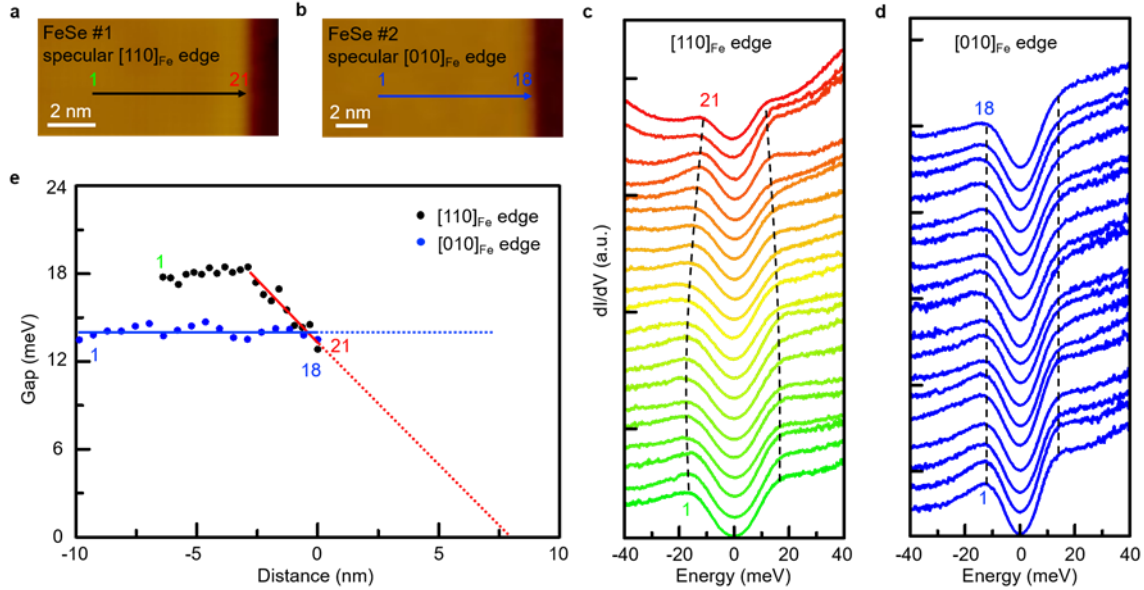 a
FeSe #1
specular [110]Fe edge
1
21
2 nm
b
FeSe #2
specular [010]Fe edge
1
18
2 nm
c
[110]Fe edge
21
1
dI/dV (a.u.)
-40 -20 0 20 40
Energy (meV)
d
[010]Fe edge
18
1
-40 -20 0 20 40
Energy (meV)
e
24
18
12
6
0
Gap (meV)
[110]Fe edge
[010]Fe edge
1
1
21
18
-10 -5 0 5 10
Distance (nm)